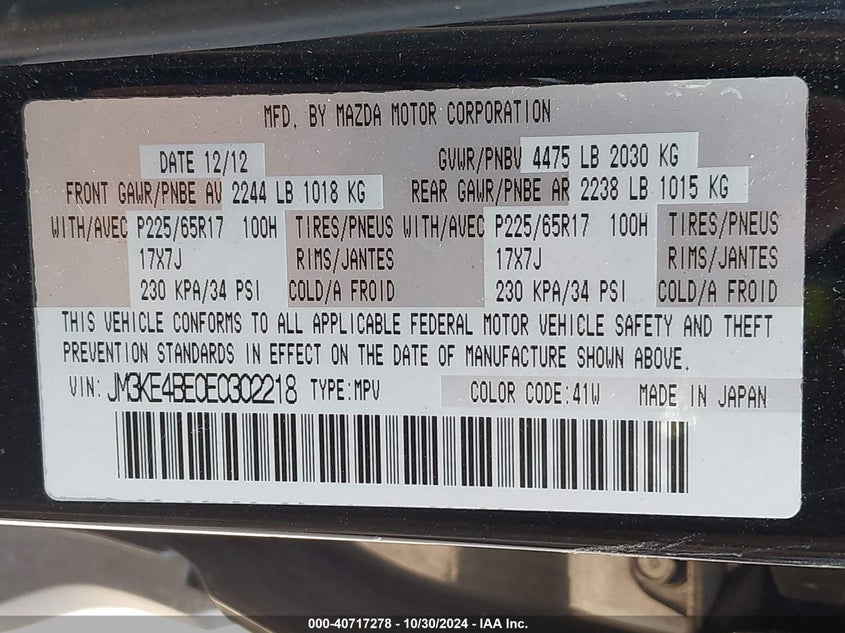 MFD. BY MAZDA MOTOR CORPORATION
DATE 12/12 GVWR/PNBV 4475 LB 2030 KG
FRONT GAWR/PNBE AV 2244 LB 1018 KG REAR GAWR/PNBE AR 2238 LB 1015 KG
WITH/AVEC P225/65R17 100H TIRES/PNEUS WITH/AVEC P225/65R17 100H TIRES/PNEUS
17X7J RIMS/JANTES 17X7J RIMS/JANTES
230 KPA/34 PSI COLD/A FROID 230 KPA/34 PSI COLD/A FROID
THIS VEHICLE CONFORMS TO ALL APPLICABLE FEDERAL MOTOR VEHICLE SAFETY AND THEFT
PREVENTION STANDARDS IN EFFECT ON THE DATE OF MANUFACTURE SHOWN ABOVE.
VIN: JM3KE4BE0E0302218 TYPE:MPV COLOR CODE:41W MADE IN JAPAN
000-40717278 - 10/30/2024 - IAA Inc.